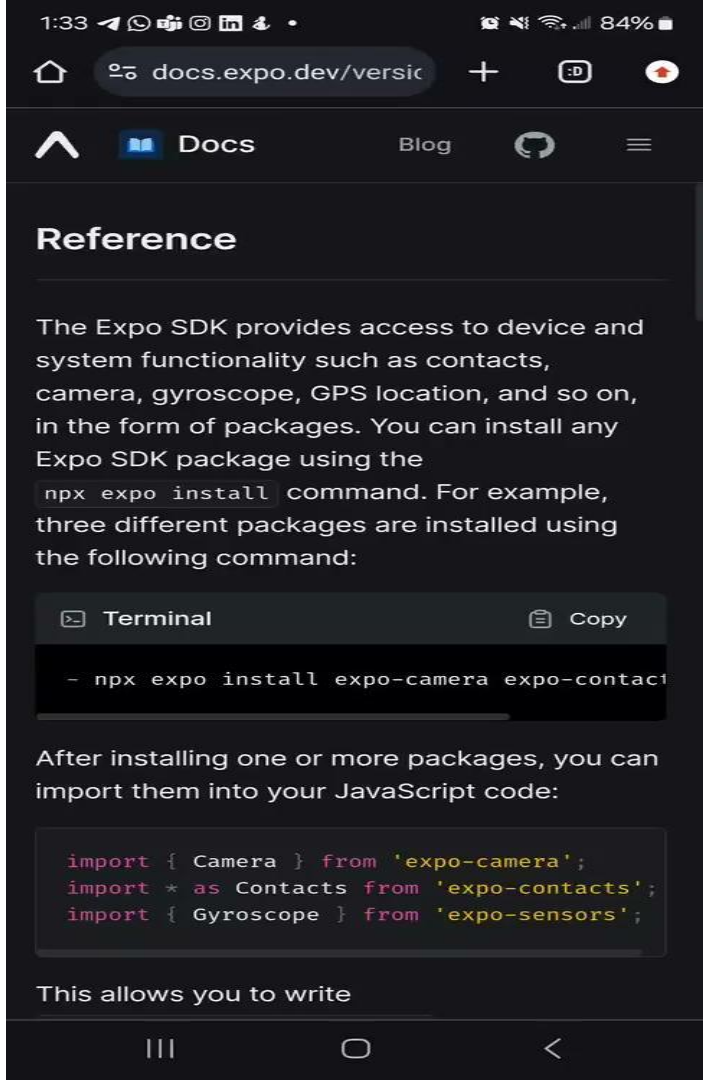 1:33 84%
docs.expo.dev/versic :D
Docs Blog
Reference
The Expo SDK provides access to device and
system functionality such as contacts,
camera, gyroscope, GPS location, and so on,
in the form of packages. You can install any
Expo SDK package using the
npx expo install command. For example,
three different packages are installed using
the following command:
Terminal Copy
- npx expo install expo-camera expo-contact
After installing one or more packages, you can
import them into your JavaScript code:
import { Camera } from 'expo-camera';
import * as Contacts from 'expo-contacts';
import { Gyroscope } from 'expo-sensors';
This allows you to write